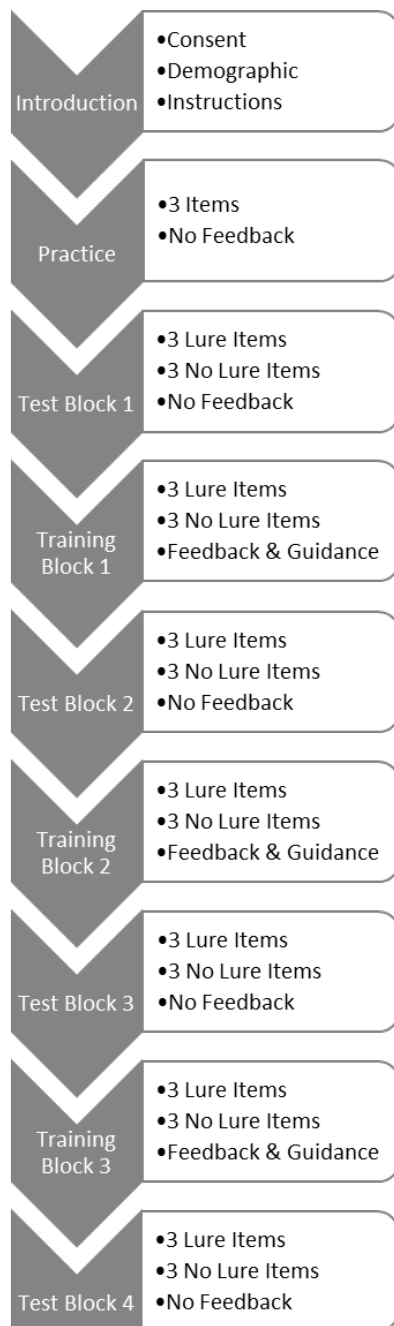 Introduction
•Consent
•Demographic
•Instructions
Practice
•3 Items
•No Feedback
Test Block 1
•3 Lure Items
•3 No Lure Items
•No Feedback
Training
Block 1
•3 Lure Items
•3 No Lure Items
•Feedback & Guidance
Test Block 2
•3 Lure Items
•3 No Lure Items
•No Feedback
Training
Block 2
•3 Lure Items
•3 No Lure Items
•Feedback & Guidance
Test Block 3
•3 Lure Items
•3 No Lure Items
•No Feedback
Training
Block 3
•3 Lure Items
•3 No Lure Items
•Feedback & Guidance
Test Block 4
•3 Lure Items
•3 No Lure Items
•No Feedback